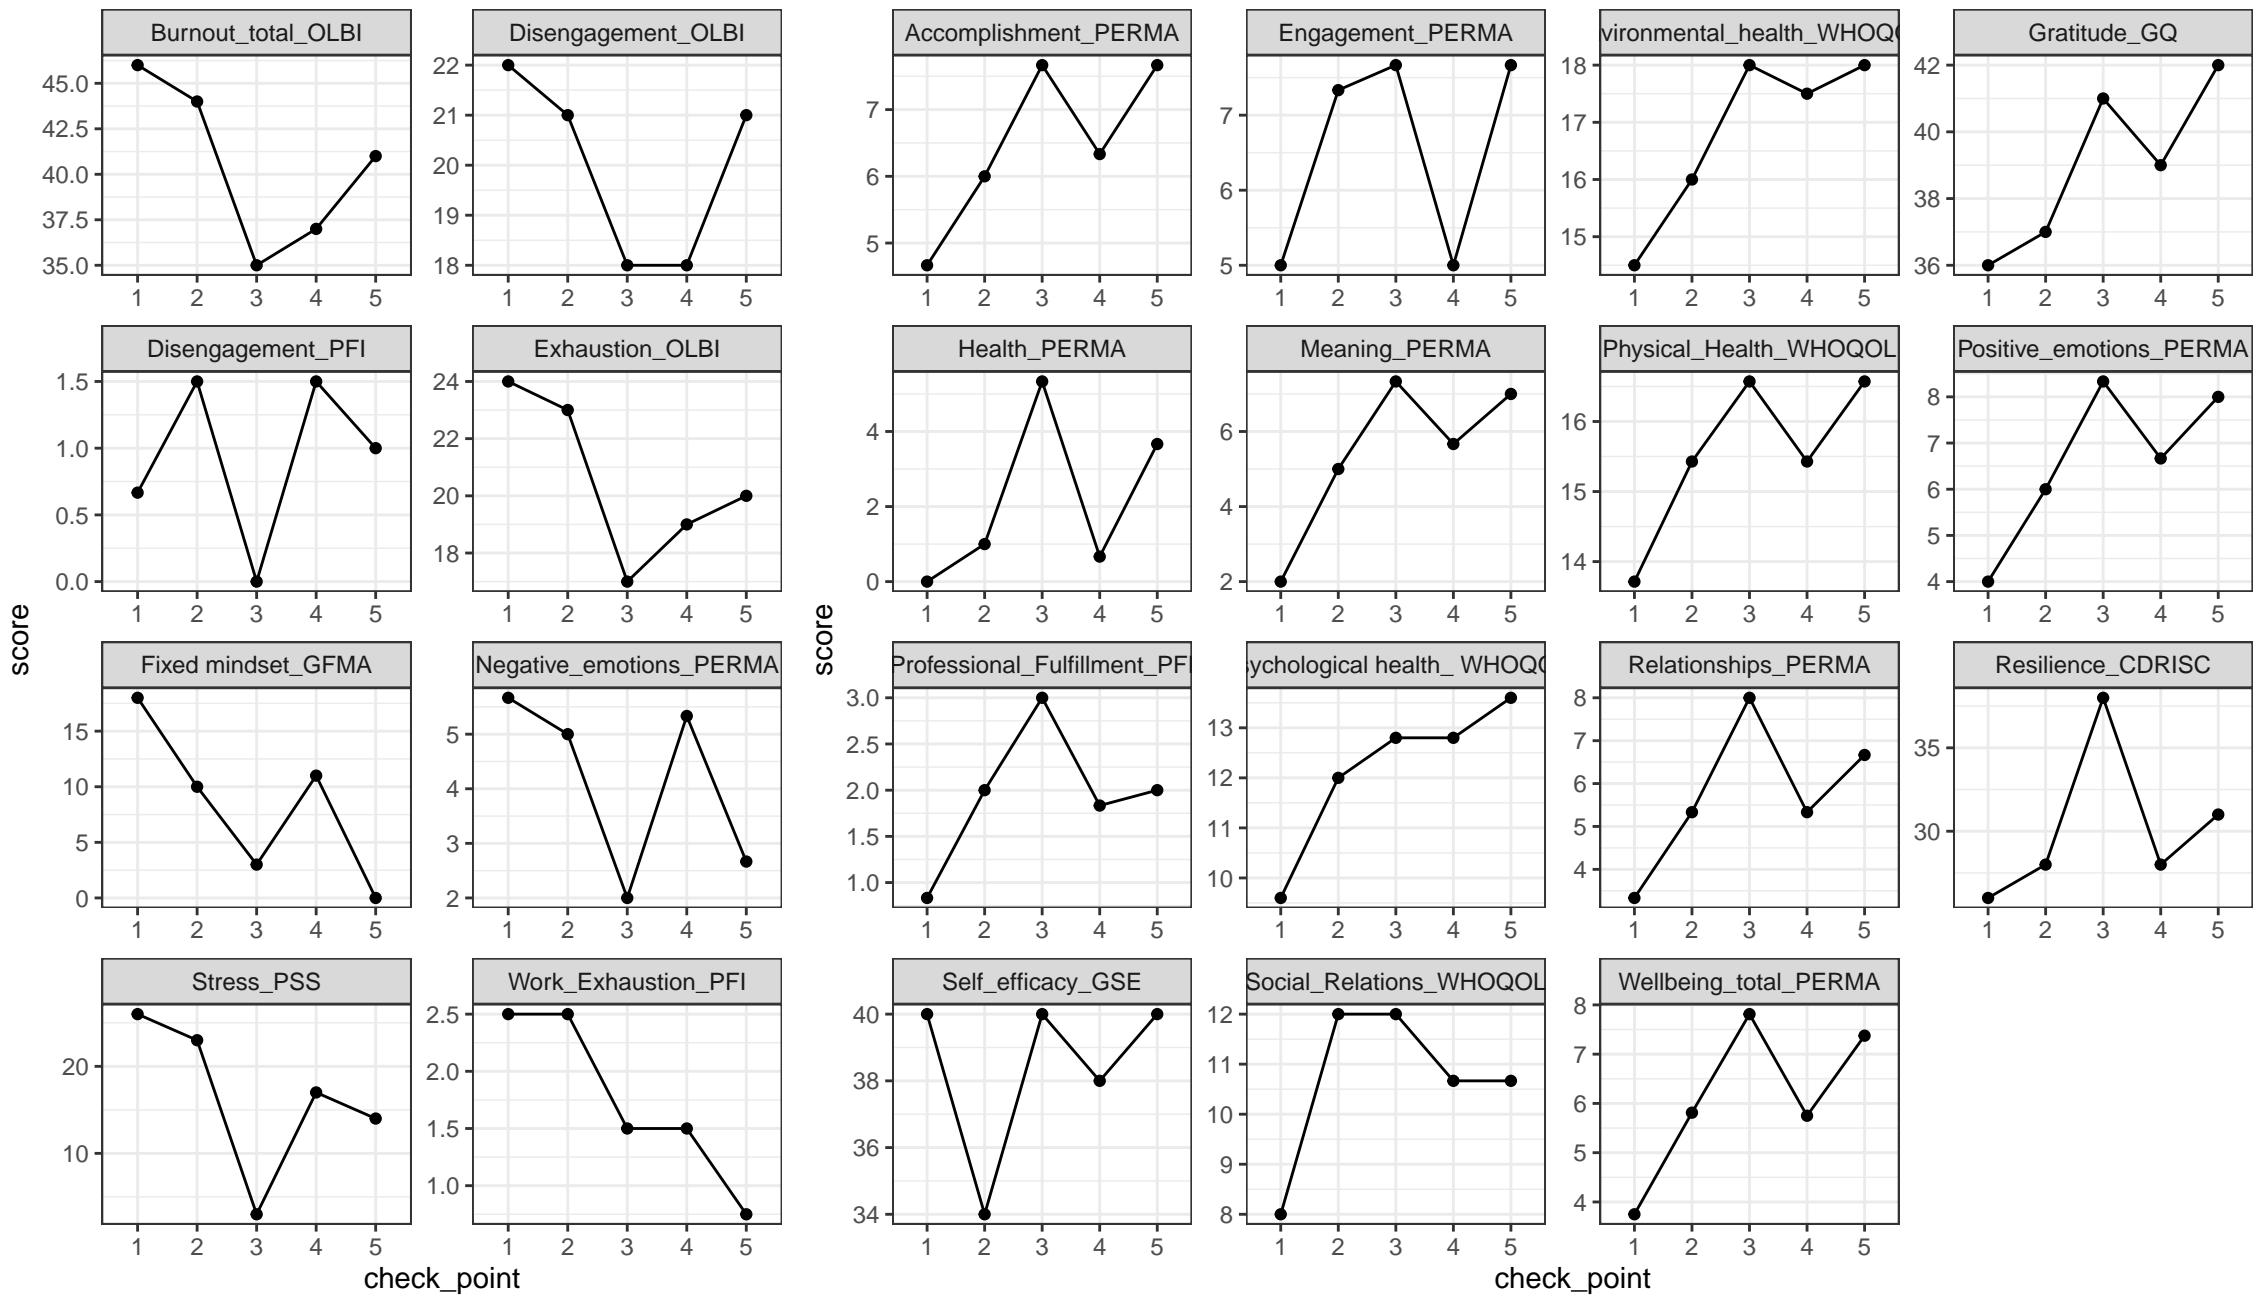 Burnout_total_OLBI
Disengagement_OLBI
Accomplishment_PERMA
Engagement_PERMA
vironmental_health_WHOQO
Gratitude_GQ
45.0
42.5
40.0
37.5
35.0
1 2 3 4 5
22
21
20
19
18
1 2 3 4 5
7
6
5
1 2 3 4 5
7
6
5
1 2 3 4 5
18
17
16
15
1 2 3 4 5
42
40
38
36
1 2 3 4 5
Disengagement_PFI
Exhaustion_OLBI
Health_PERMA
Meaning_PERMA
Physical_Health_WHOQOL
Positive_emotions_PERMA
1.5
1.0
0.5
0.0
1 2 3 4 5
24
22
20
18
1 2 3 4 5
4
2
0
1 2 3 4 5
6
4
2
1 2 3 4 5
16
15
14
1 2 3 4 5
8
7
6
5
4
1 2 3 4 5
score
score
Fixed mindset_GFMA
Negative_emotions_PERMA
Professional_Fulfillment_PFI
sychological health_ WHOQO
Relationships_PERMA
Resilience_CDRISC
15
10
5
0
1 2 3 4 5
5
4
3
2
1 2 3 4 5
3.0
2.5
2.0
1.5
1.0
1 2 3 4 5
13
12
11
10
1 2 3 4 5
8
7
6
5
4
1 2 3 4 5
35
30
1 2 3 4 5
Stress_PSS
Work_Exhaustion_PFI
Self_efficacy_GSE
Social_Relations_WHOQOL
Wellbeing_total_PERMA
20
10
1 2 3 4 5
2.5
2.0
1.5
1.0
1 2 3 4 5
40
38
36
34
1 2 3 4 5
12
11
10
9
8
1 2 3 4 5
8
7
6
5
4
1 2 3 4 5
check_point
check_point